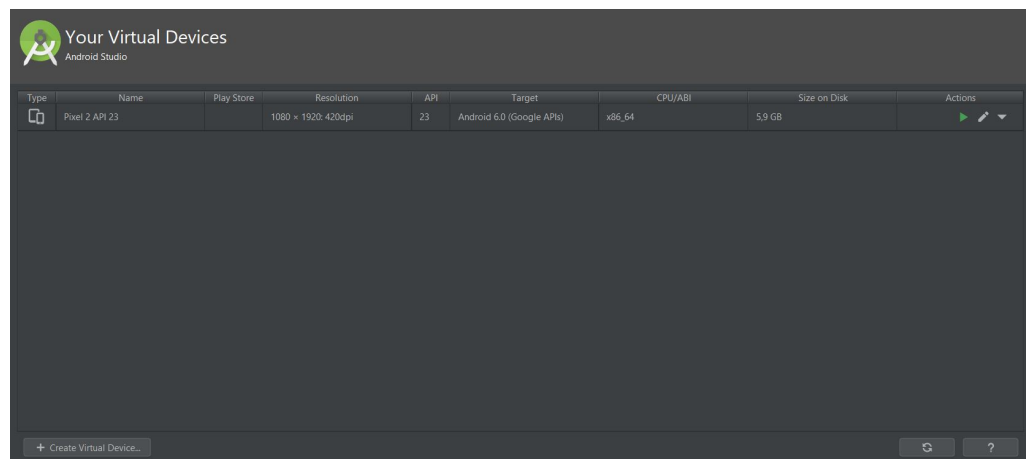 Your Virtual Devices
Android Studio
Type Name Play Store Resolution API Target CPU/ABI Size on Disk Actions
Pixel 2 API 23 1080 × 1920: 420dpi 23 Android 6.0 (Google APIs) x86_64 5,9 GB
+ Create Virtual Device... ?